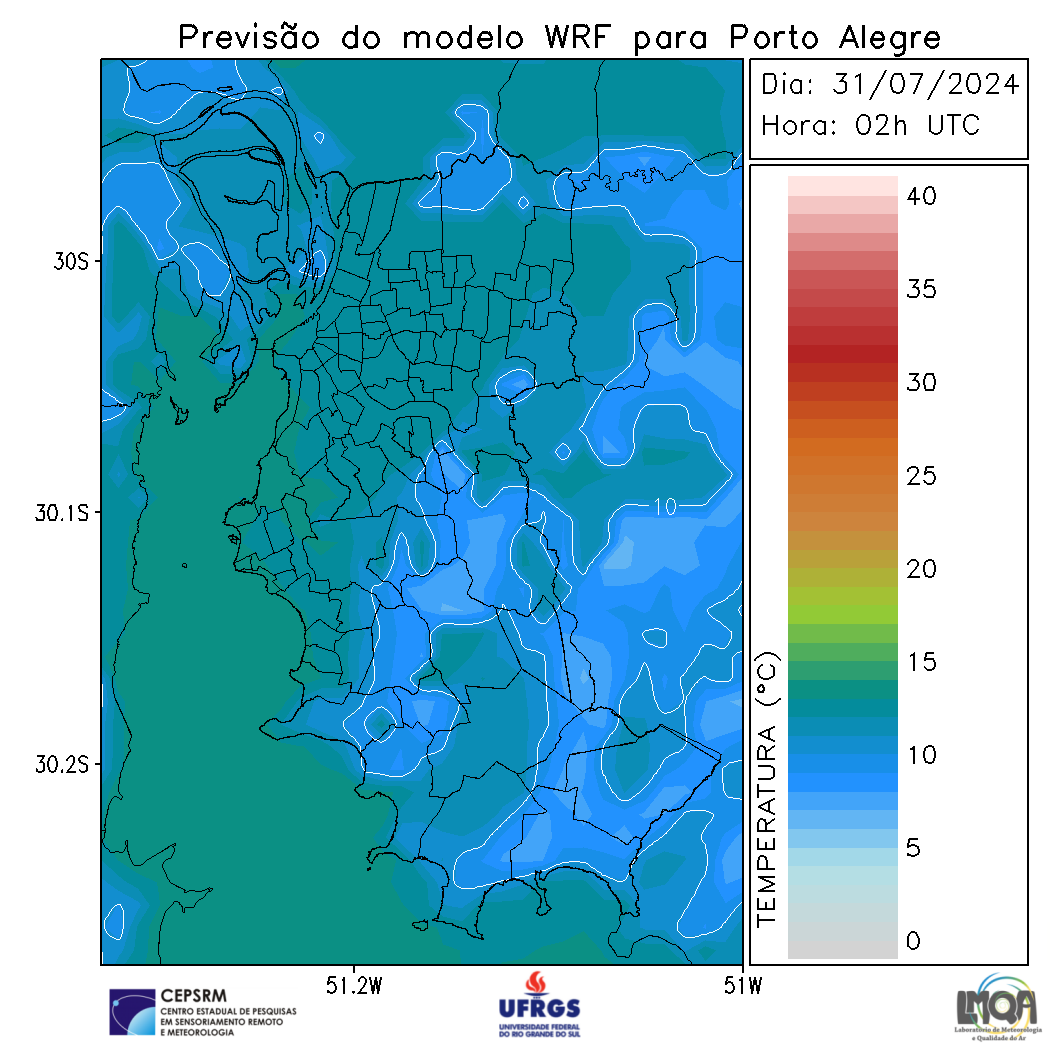 Previsão do modelo WRF para Porto Alegre
Dia: 31/07/2024
Hora: 02h UTC
40
35
30
25
20
15
10
5
0
TEMPERATURA (°C)
30S
30.1S
30.2S
10
51.2W
51W
CEPSRM
CENTRO ESTADUAL DE PESQUISAS
EM SENSORIAMENTO REMOTO
E METEOROLOGIA
UFRGS
UNIVERSIDADE FEDERAL
DO RIO GRANDE DO SUL
LMQA
Laboratório de Meteorologia
e Qualidade do Ar